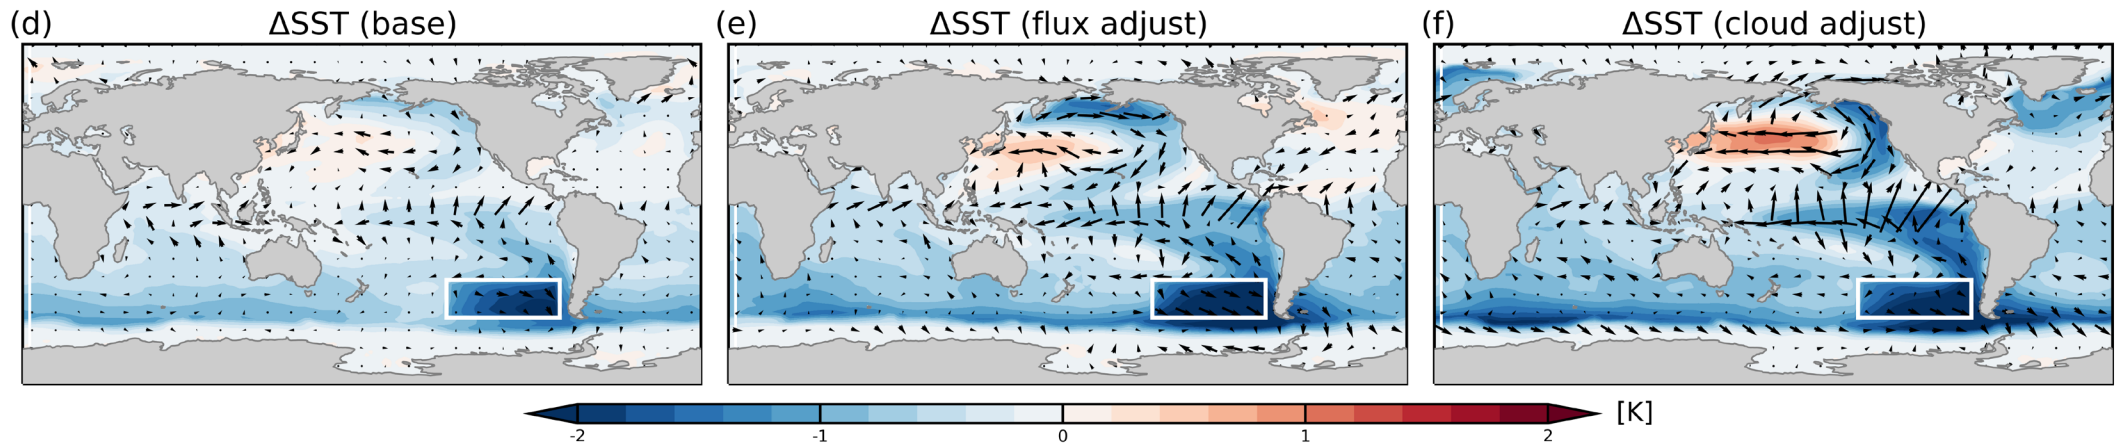 (d) ΔSST (base)
(e) ΔSST (flux adjust)
(f) ΔSST (cloud adjust)
[K]
-2 -1 0 1 2